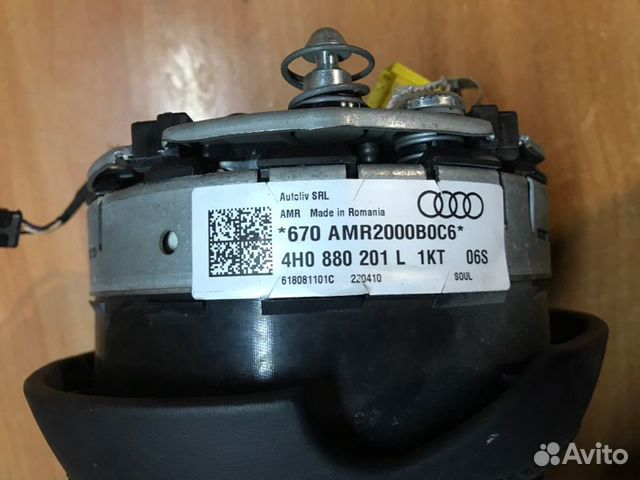 Autoliv SRL
AMR Made in Romania
*670 AMR2000B0C6*
4H0 880 201 L 1KT 06S
618081101C 220410 SOUL
Avito